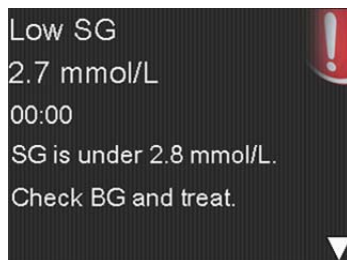 Low SG
2.7 mmol/L
00:00
SG is under 2.8 mmol/L.
Check BG and treat.